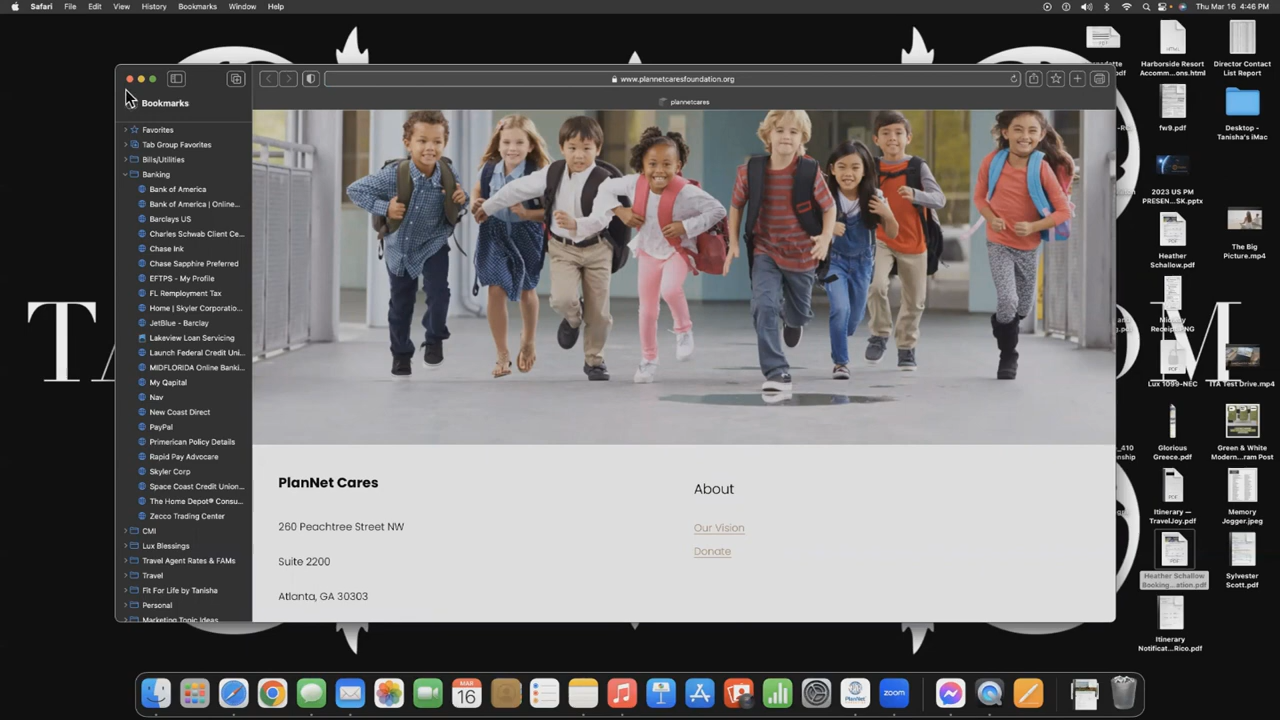 Safari File Edit View History Bookmarks Window Help
Thu Mar 16 4:46 PM
www.plannetcaresfoundation.org
plannetcares
Bookmarks
Favorites
Tab Group Favorites
Bills/Utilities
Banking
Bank of America
Bank of America | Online...
Barclays US
Charles Schwab Client Ce...
Chase Ink
Chase Sapphire Preferred
EFTPS - My Profile
FL Remployment Tax
Home | Skyler Corporatio...
JetBlue - Barclay
Lakeview Loan Servicing
Launch Federal Credit Uni...
MIDFLORIDA Online Banki...
My Qapital
Nav
New Coast Direct
PayPal
Primerican Policy Details
Rapid Pay Advocare
Skyler Corp
Space Coast Credit Union...
The Home Depot® Consu...
Zecco Trading Center
CMI
Lux Blessings
Travel Agent Rates & FAMs
Travel
Fit For Life by Tanisha
Personal
Marketing Topic Ideas
PlanNet Cares
260 Peachtree Street NW
Suite 2200
Atlanta, GA 30303
About
Our Vision
Donate
Harborside Resort
Accomm...ons.html
Director Contact
List Report
fw9.pdf
Desktop -
Tanisha's iMac
2023 US PM
PRESEN...SK.pptx
Heather
Schallow.pdf
The Big
Picture.mp4
Lux 1099-NEC
ITA Test Drive.mp4
Glorious
Greece.pdf
Green & White
Modern...ram Post
Itinerary —
TravelJoy.pdf
Memory
Jogger.jpeg
Heather Schallow
Booking...ation.pdf
Sylvester
Scott.pdf
Itinerary
Notificat...Rico.pdf
T
OM
MAR
16
PlanNet
zoom